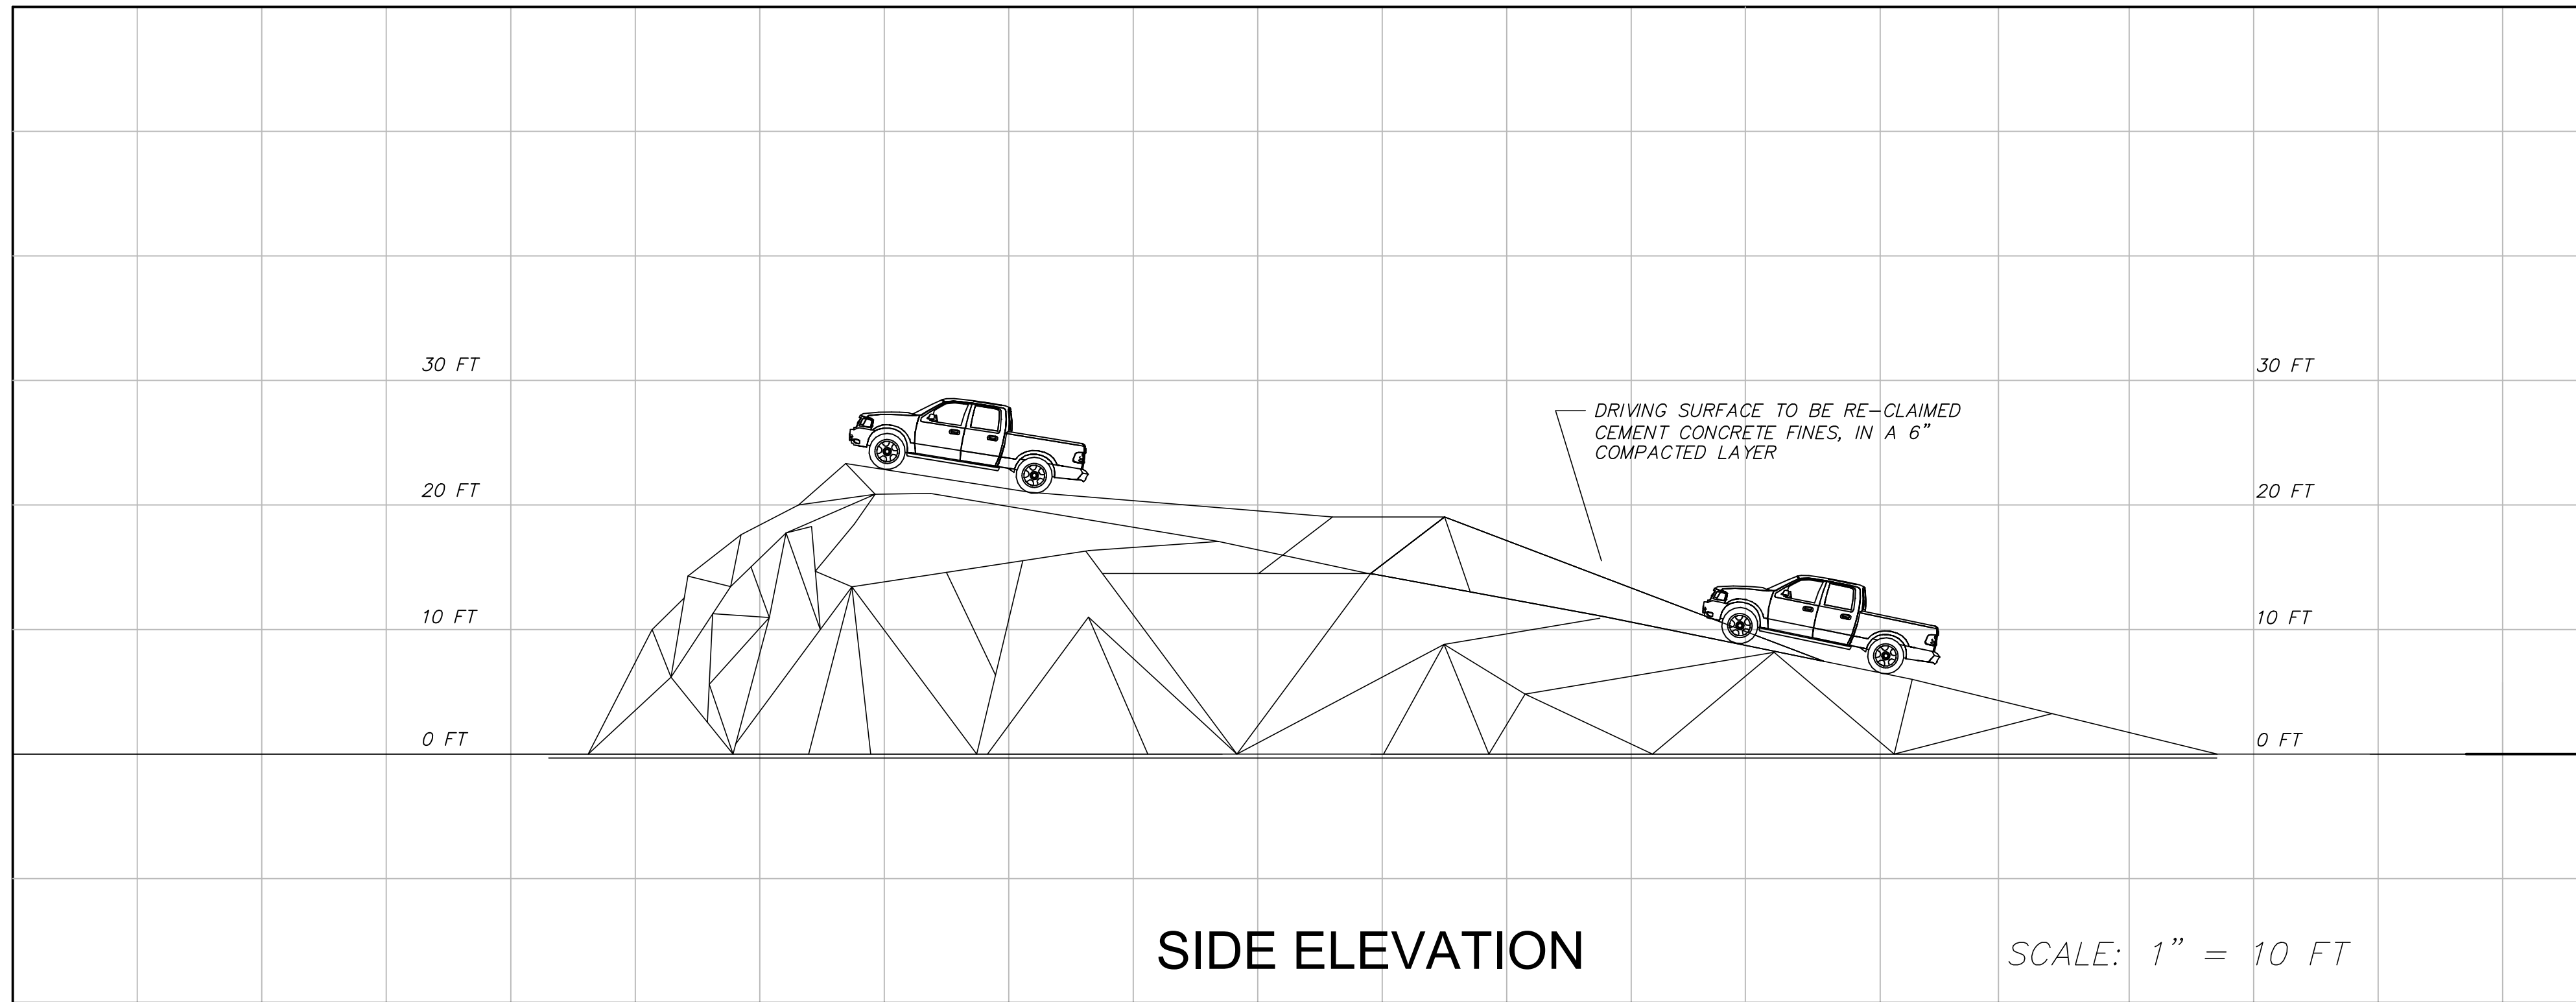 30 FT
30 FT
DRIVING SURFACE TO BE RE-CLAIMED
CEMENT CONCRETE FINES, IN A 6”
COMPACTED LAYER
20 FT
20 FT
10 FT
10 FT
0 FT
0 FT
SIDE ELEVATION
SCALE: 1” = 10 FT